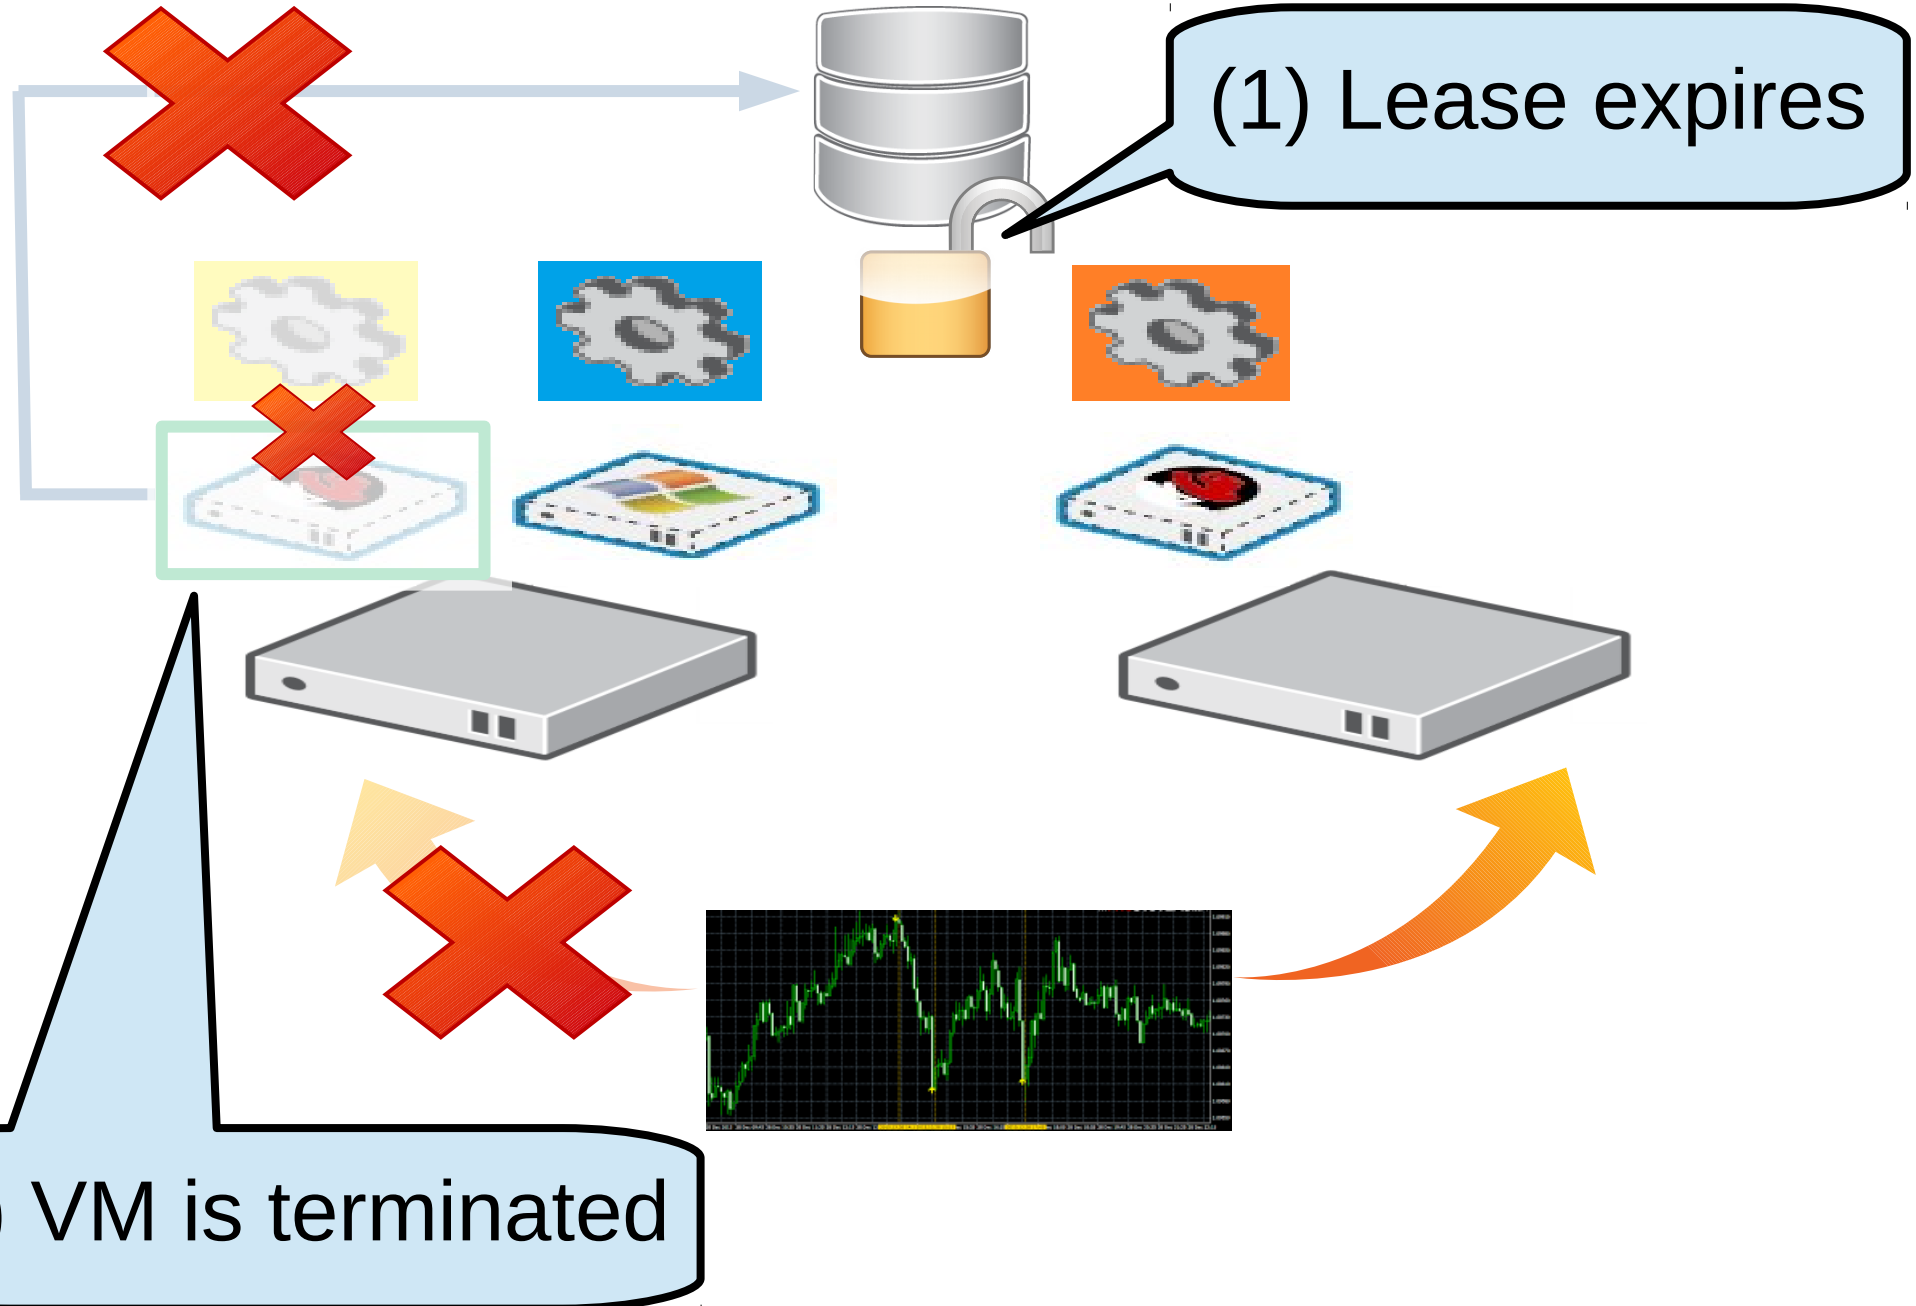 (1) Lease expires
) VM is terminated